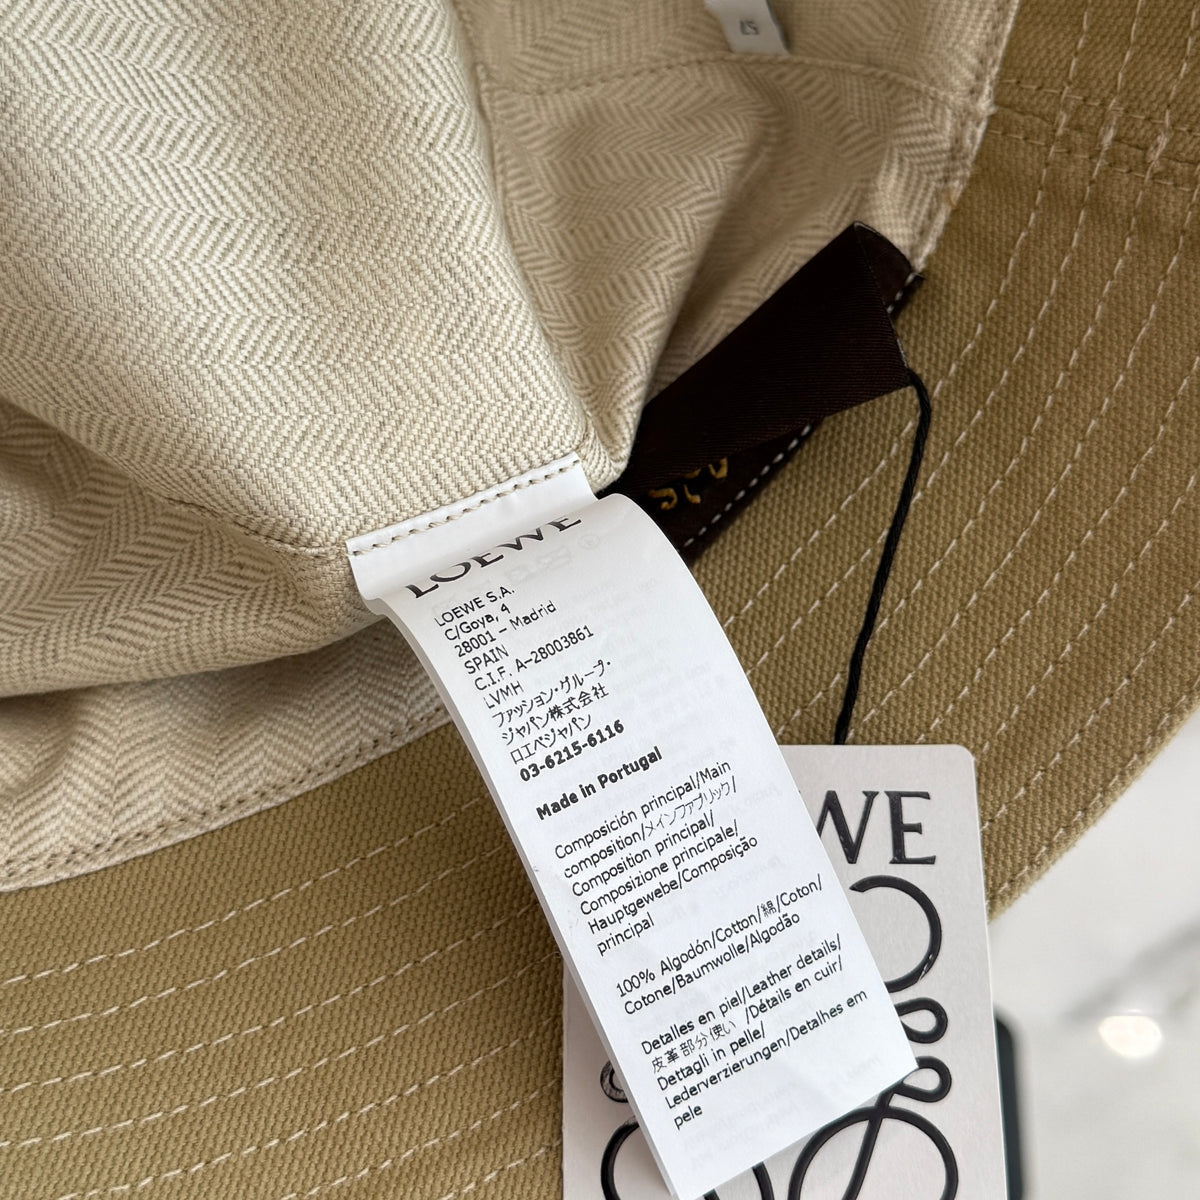 57
LOEWE
LOEWE S.A.
C/Goya, 4
28001 – Madrid
SPAIN
C.I.F. A-28003861
LVMH
ファッション・グループ・
ジャパン株式会社
ロエベジャパン
03-6215-6116
Made in Portugal
Composición principal/Main
composition/メインファブリック/
Composition principal/
Composizione principale/
Hauptgewebe/Composição
principal
100% Algodón/Cotton/綿/Coton/
Cotone/Baumwolle/Algodão
Detalles en piel/Leather details/
皮革部分使い /Détails en cuir/
Dettagli in pelle/
Lederverzierungen/Detalhes em
pele
WE